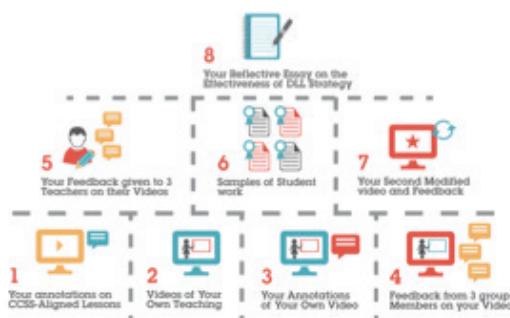 8
Your Reflective Essay on the
Effectiveness of DLL Strategy
5
Your Feedback given to 3
Teachers on their Videos
6
Samples of Student
work
7
Your Second Modified
video and Feedback
1
Your annotations on
CCSS-Aligned Lessons
2
Videos of Your
Own Teaching
3
Your Annotations
of Your Own Video
4
Feedback from 3 group
Members on your Video